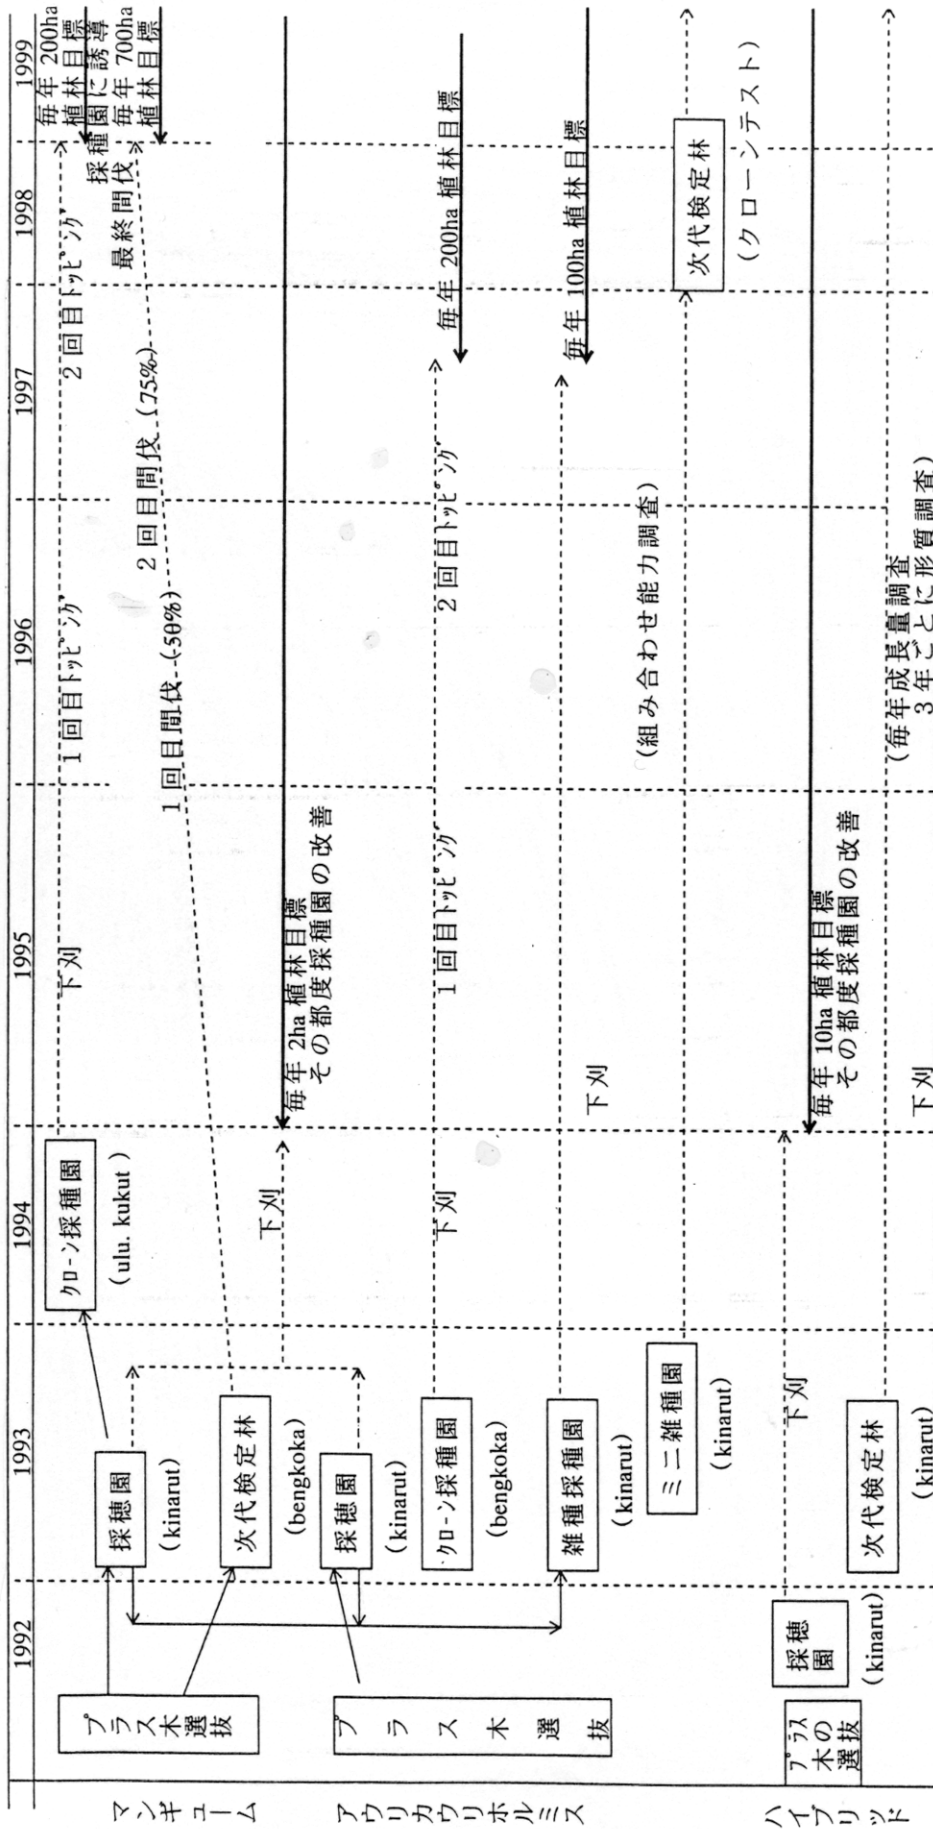 1992
1993
1994
1995
1996
1997
1998
1999
マンギューム
プラス木選抜
採穂園
(kinarut)
クローン採種園
(ulu. kukut )
下刈
1回目トッピング
2回目トッピング
毎年 200ha
植林目標
次代検定林
(bengkoka)
1回目間伐 (50%)
2回目間伐 (75%)
最終間伐
採種園に誘導
毎年 700ha
植林目標
下刈
毎年 2ha 植林目標
その都度採種園の改善
アウリカウリホルミス
プラス木選抜
採穂園
(kinarut)
クローン採種園
(bengkoka)
下刈
1回目トッピング
2回目トッピング
毎年 200ha 植林目標
雑種採種園
(kinarut)
下刈
毎年 100ha 植林目標
ミニ雑種園
(kinarut)
(組み合わせ能力調査)
次代検定林
(クローンテスト)
ハイブリッド
プラス
木の
選抜
採穂
園
(kinarut)
下刈
毎年 10ha 植林目標
その都度採種園の改善
次代検定林
(kinarut)
下刈
(毎年成長量調査
3年ごとに形質調査)